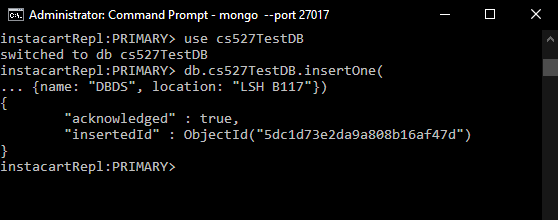 Administrator: Command Prompt - mongo  --port 27017
instacartRepl:PRIMARY> use cs527TestDB
switched to db cs527TestDB
instacartRepl:PRIMARY> db.cs527TestDB.insertOne(
... {name: "DBDS", location: "LSH B117"})
{
        "acknowledged" : true,
        "insertedId" : ObjectId("5dc1d73e2da9a808b16af47d")
}
instacartRepl:PRIMARY>